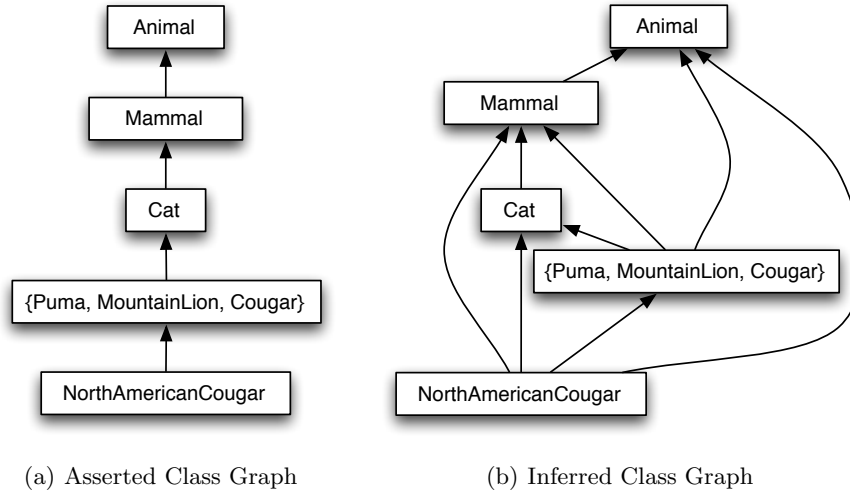 Animal
Mammal
Cat
{Puma, MountainLion, Cougar}
NorthAmericanCougar
(a) Asserted Class Graph
Animal
Mammal
Cat
{Puma, MountainLion, Cougar}
NorthAmericanCougar
(b) Inferred Class Graph